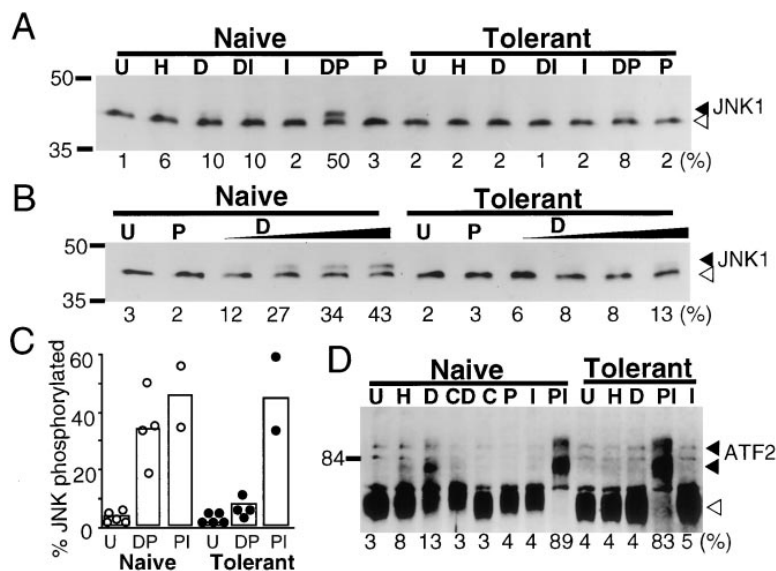 A
Naive Tolerant
U H D DI I DP P U H D DI I DP P
50
JNK1
35
1 6 10 10 2 50 3 2 2 2 1 2 8 2 (%)
B
Naive Tolerant
U P D U P D
50
JNK1
35
3 2 12 27 34 43 2 3 6 8 8 13 (%)
C
% JNK phosphorylated
60
40
20
0
U DP PI U DP PI
Naive Tolerant
D
Naive Tolerant
U H D CD C P I PI U H D PI I
84
ATF2
3 8 13 3 3 4 4 89 4 4 4 83 5 (%)